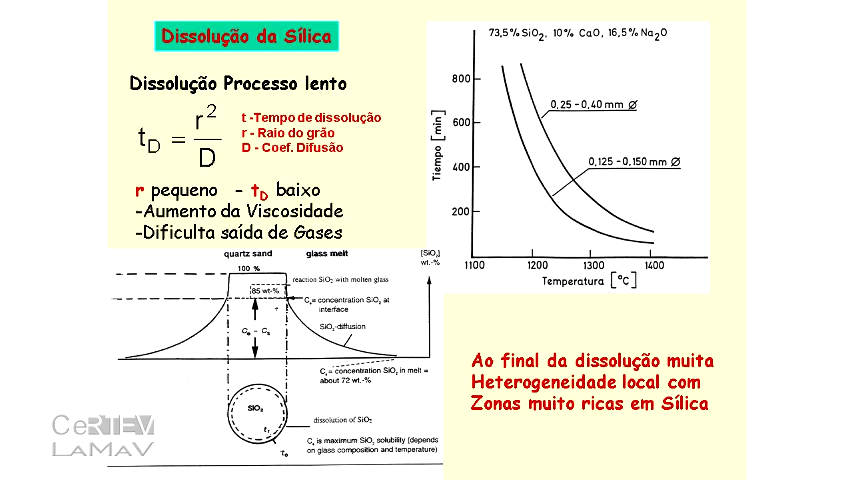 Dissolução da Sílica
Dissolução Processo lento
t_D = r² / D
t -Tempo de dissolução
r - Raio do grão
D - Coef. Difusão
r pequeno - t_D baixo
-Aumento da Viscosidade
-Dificulta saída de Gases
73,5% SiO₂, 10% CaO, 16,5% Na₂O
Tiempo [min]
800
600
400
200
0,25 - 0,40 mm Ø
0,125 - 0,150 mm Ø
1100 1200 1300 1400
Temperatura [°C]
quartz sand glass melt
[SiO₂]
wt.-%
100 %
reaction SiO₂ with molten glass
85 wt-%
= concentration SiO₂ at
interface
SiO₂-diffusion
= concentration SiO₂ in melt =
about 72 wt.-%
SiO₂
dissolution of SiO₂
is maximum SiO₂ solubility (depends
on glass composition and temperature)
Ao final da dissolução muita
Heterogeneidade local com
Zonas muito ricas em Sílica
CeRTEV
LAMAV